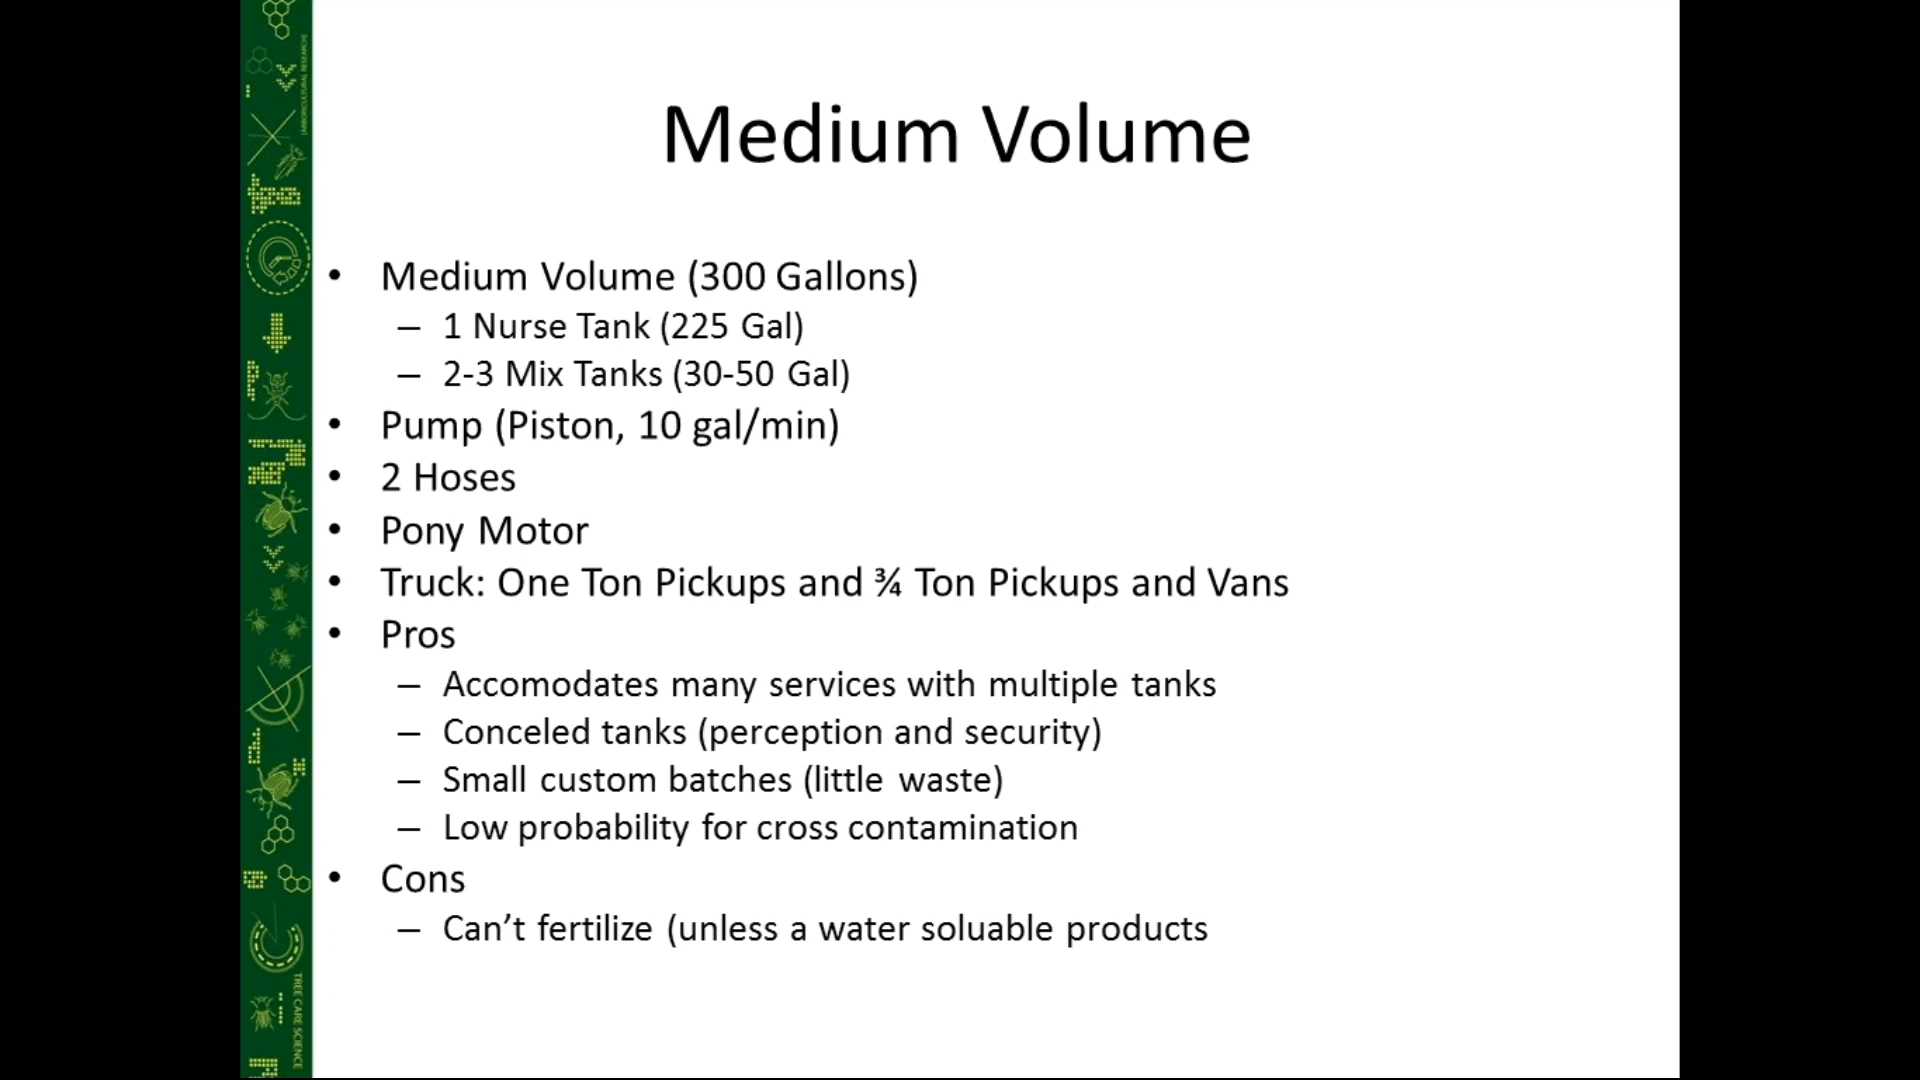 Medium Volume
• Medium Volume (300 Gallons)
– 1 Nurse Tank (225 Gal)
– 2-3 Mix Tanks (30-50 Gal)
• Pump (Piston, 10 gal/min)
• 2 Hoses
• Pony Motor
• Truck: One Ton Pickups and ¾ Ton Pickups and Vans
• Pros
– Accomodates many services with multiple tanks
– Conceled tanks (perception and security)
– Small custom batches (little waste)
– Low probability for cross contamination
• Cons
– Can’t fertilize (unless a water soluable products
TREE CARE SCIENCE